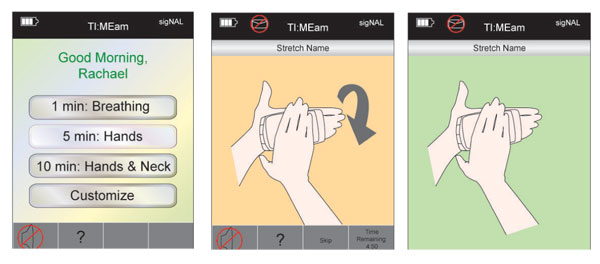 TI:MEam
sigNAL
Good Morning,
Rachael
1 min: Breathing
5 min: Hands
10 min: Hands & Neck
Customize
?
TI:MEam
sigNAL
Stretch Name
?
Skip
Time
Remaining
4:50
TI:MEam
sigNAL
Stretch Name